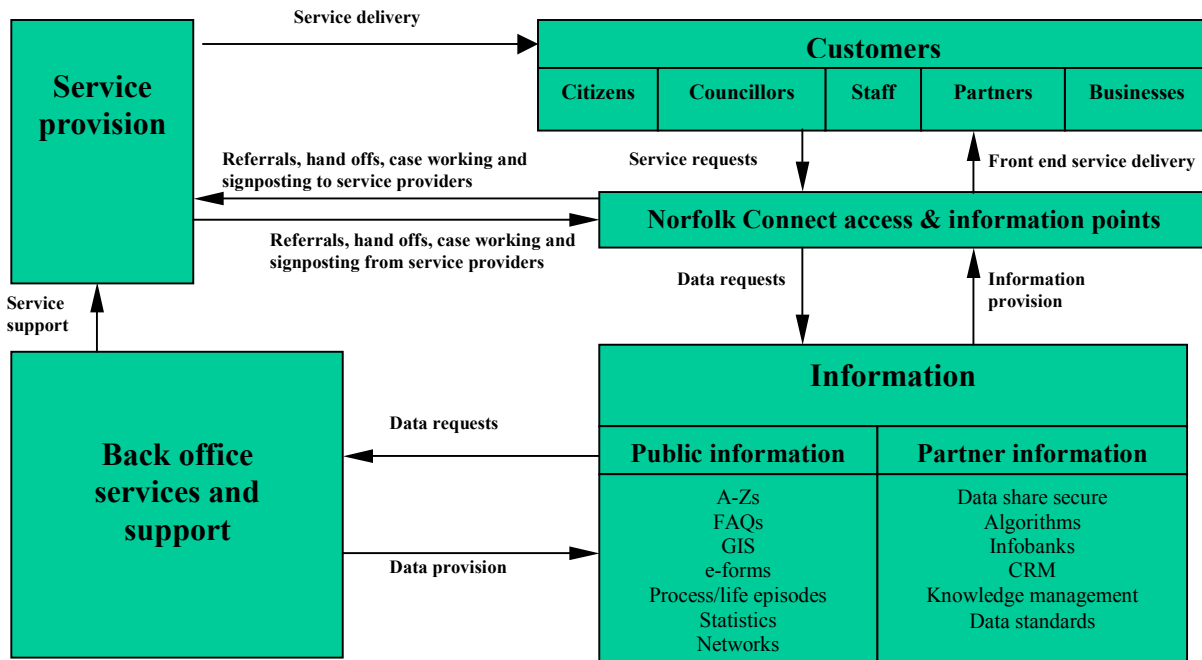 Service delivery
Service
provision
Customers
Citizens
Councillors
Staff
Partners
Businesses
Referrals, hand offs, case working and
signposting to service providers
Service requests
Front end service delivery
Norfolk Connect access & information points
Referrals, hand offs, case working and
signposting from service providers
Data requests
Information
provision
Service
support
Back office
services and
support
Data requests
Data provision
Information
Public information
A-Zs
FAQs
GIS
e-forms
Process/life episodes
Statistics
Networks
Partner information
Data share secure
Algorithms
Infobanks
CRM
Knowledge management
Data standards